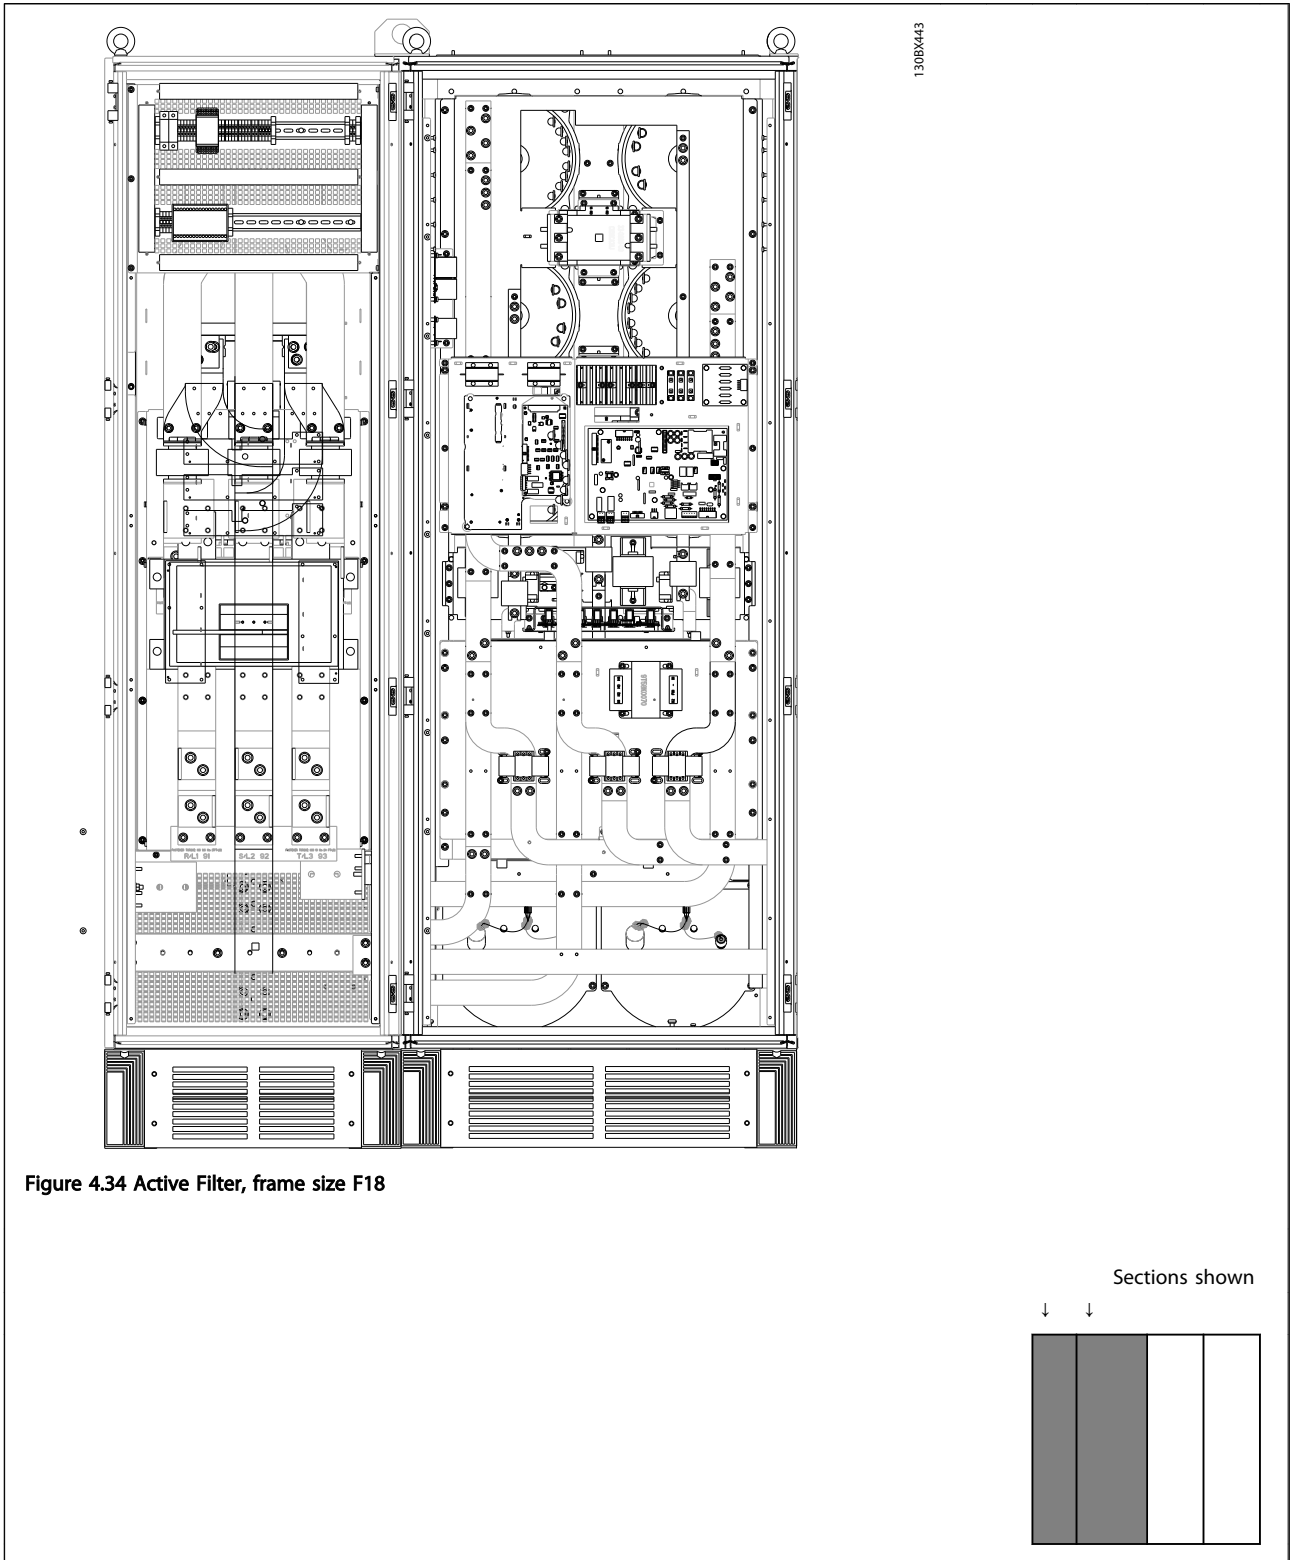 130BX443
R/L1 91
S/L2 92
T/L3 93
Figure 4.34 Active Filter, frame size F18
Sections shown
↓ ↓